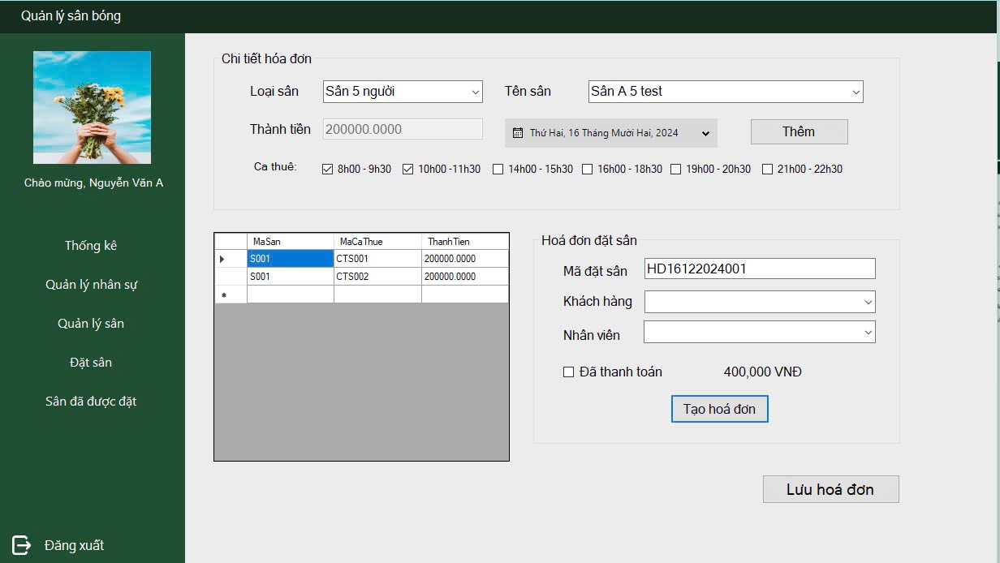 Quản lý sân bóng
Chào mừng, Nguyễn Văn A
Thống kê
Quản lý nhân sự
Quản lý sân
Đặt sân
Sân đã được đặt
Đăng xuất
Chi tiết hóa đơn
Loại sân Sân 5 người Tên sân Sân A 5 test
Thành tiền 200000.0000 Thứ Hai, 16 Tháng Mười Hai, 2024 Thêm
Ca thuê: 8h00 - 9h30 10h00 -11h30 14h00 - 15h30 16h00 - 18h30 19h00 - 20h30 21h00 - 22h30
MaSan MaCaThue ThanhTien
S001 CTS001 200000.0000
S001 CTS002 200000.0000
Hoá đơn đặt sân
Mã đặt sân HD16122024001
Khách hàng
Nhân viên
Đã thanh toán 400,000 VNĐ
Tạo hoá đơn
Lưu hoá đơn